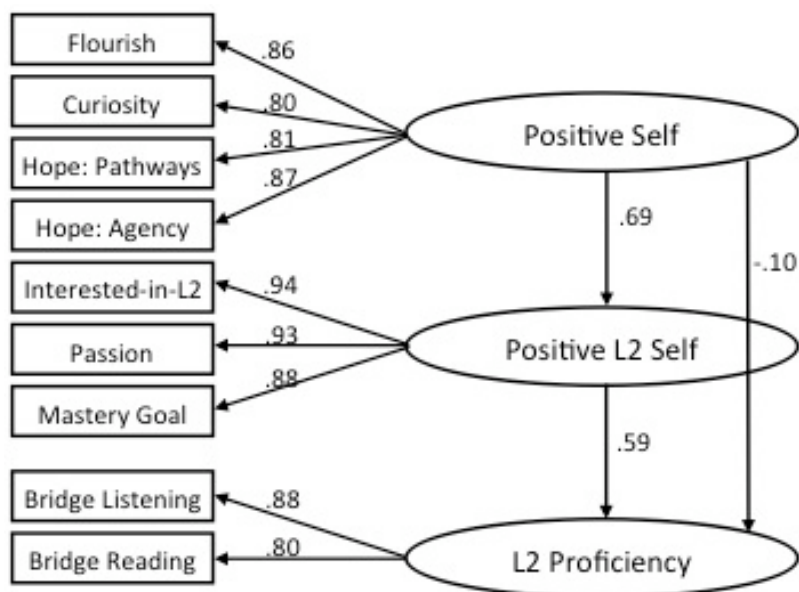 Flourish
.86
Curiosity
.80
Positive Self
Hope: Pathways
.81
.87
Hope: Agency
.69
-.10
Interested-in-L2
.94
Passion
.93
Positive L2 Self
Mastery Goal
.88
.59
Bridge Listening
.88
Bridge Reading
.80
L2 Proficiency